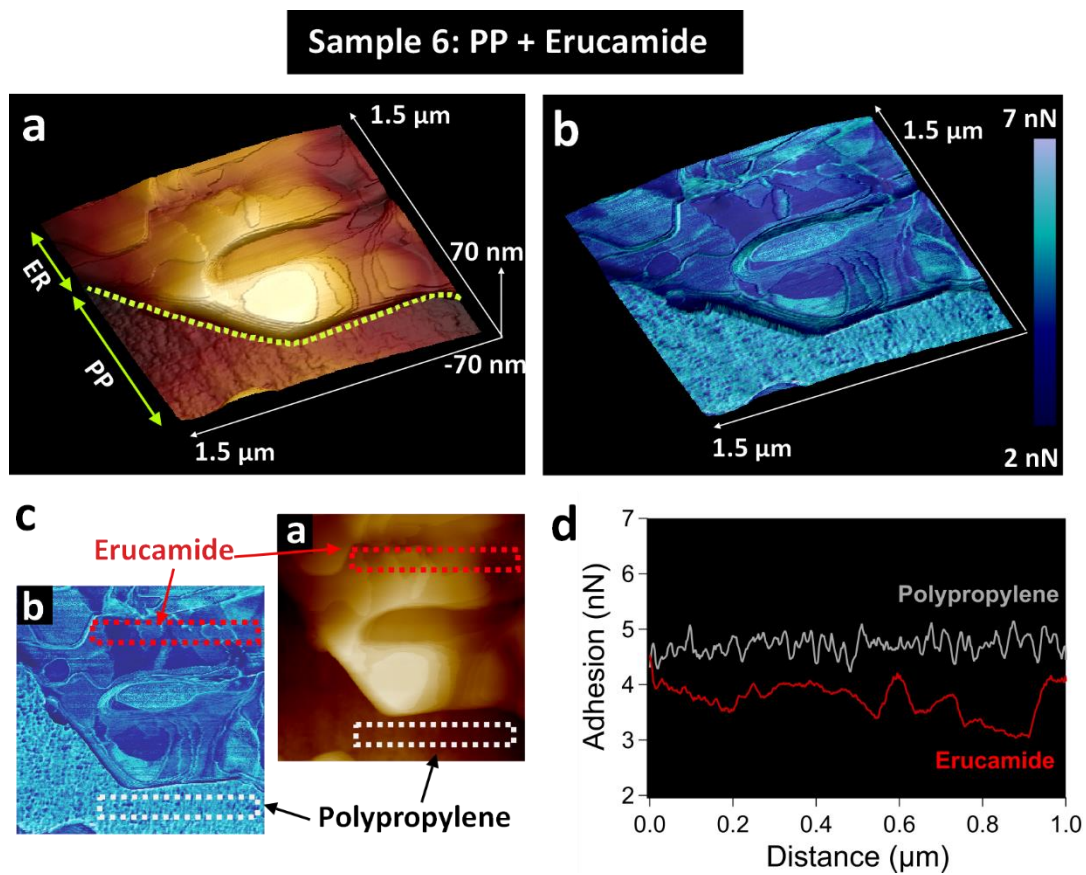 Sample 6: PP + Erucamide
a
1.5 µm
ER
PP
70 nm
-70 nm
1.5 µm
b
1.5 µm
7 nN
2 nN
1.5 µm
c
Erucamide
a
b
Polypropylene
d
7
6
5
4
3
2
Adhesion (nN)
Polypropylene
Erucamide
0.0 0.2 0.4 0.6 0.8 1.0
Distance (µm)